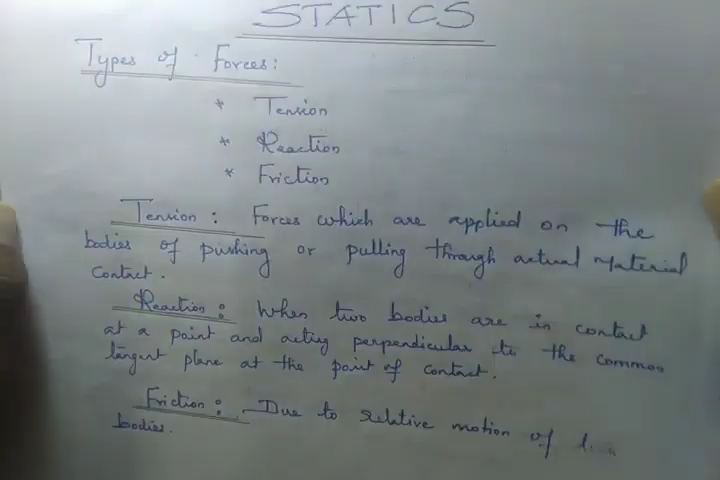 STATICS
Types of Forces:
* Tension
* Reaction
* Friction
Tension: Forces which are applied on the
bodies of pushing or pulling through actual Material
contact.
Reaction: When two bodies are in contact
at a point and acting perpendicular to the common
tangent plane at the point of contact.
Friction: Due to relative motion of
bodies.